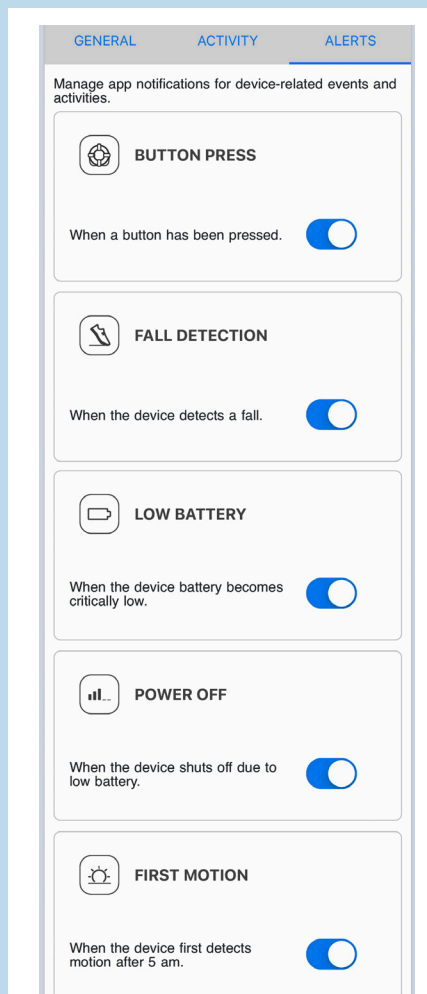 GENERAL ACTIVITY ALERTS
Manage app notifications for device-related events and
activities.
BUTTON PRESS
When a button has been pressed.
FALL DETECTION
When the device detects a fall.
LOW BATTERY
When the device battery becomes
critically low.
POWER OFF
When the device shuts off due to
low battery.
FIRST MOTION
When the device first detects
motion after 5 am.